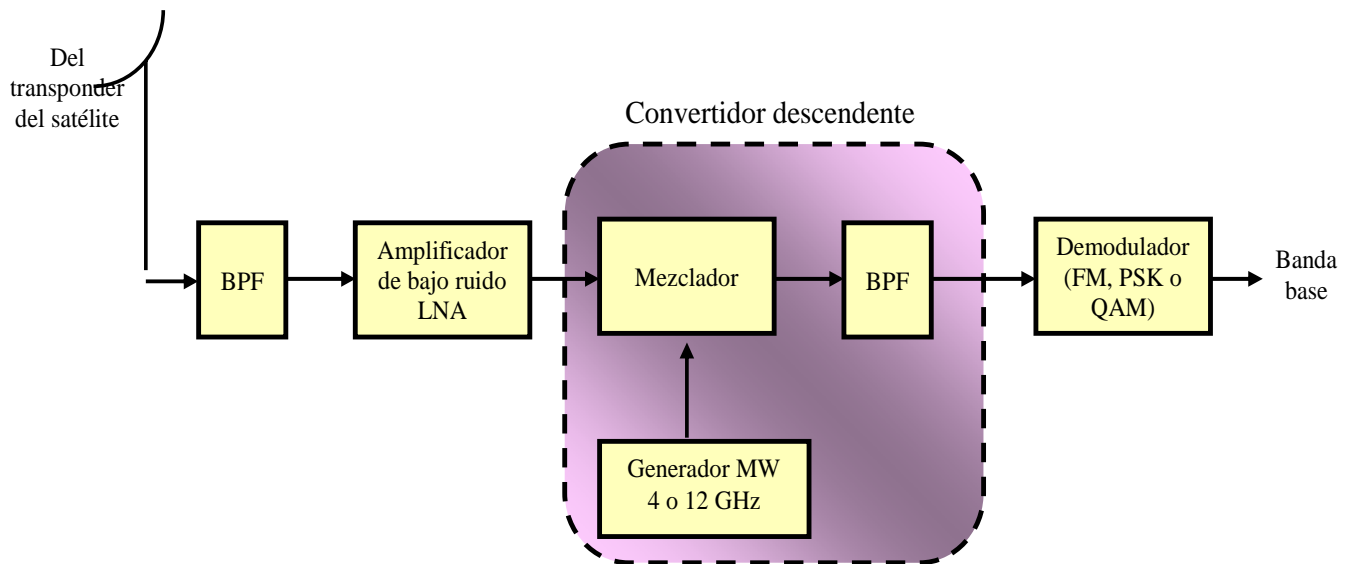 Del
transponder
del satélite
Convertidor descendente
BPF
Amplificador
de bajo ruido
LNA
Mezclador
BPF
Demodulador
(FM, PSK o
QAM)
Banda
base
Generador MW
4 o 12 GHz